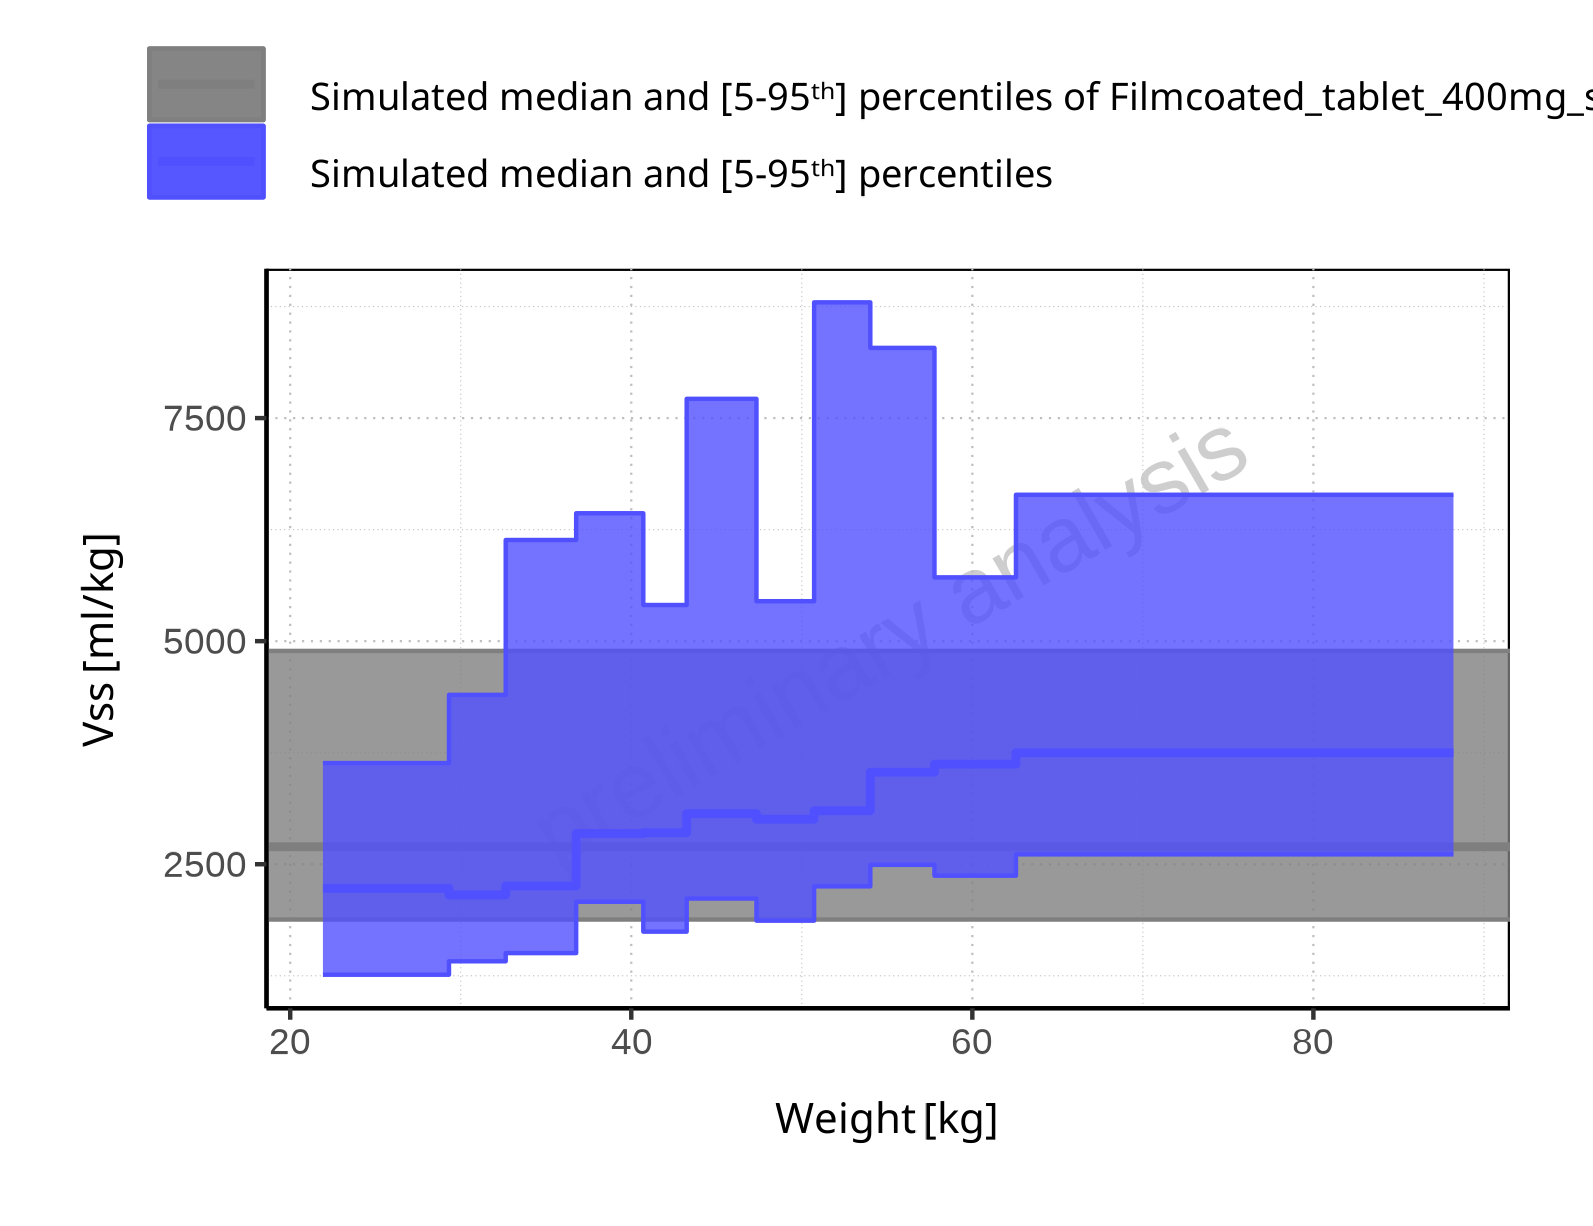 Simulated median and [5-95th] percentiles of Filmcoated_tablet_400mg_s
Simulated median and [5-95th] percentiles
7500
5000
2500
Vss [ml/kg]
preliminary analysis
20 40 60 80
Weight [kg]